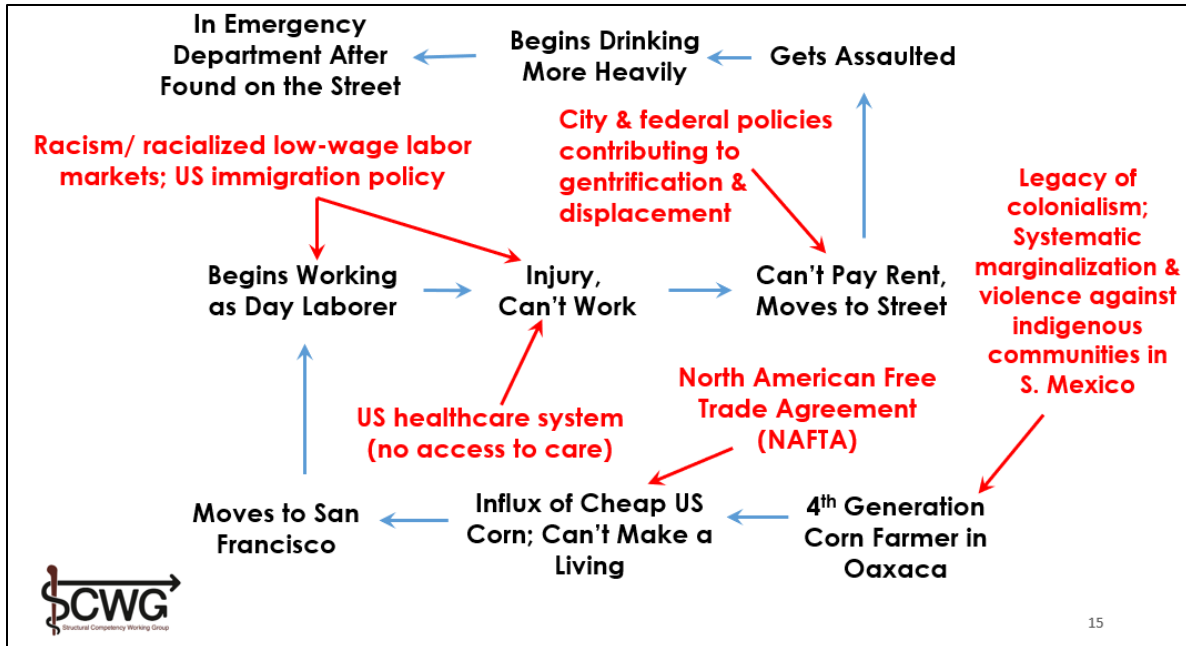 In Emergency
Department After
Found on the Street
Begins Drinking
More Heavily
Gets Assaulted
Racism/ racialized low-wage labor
markets; US immigration policy
City & federal policies
contributing to
gentrification &
displacement
Legacy of
colonialism;
Systematic
marginalization &
violence against
indigenous
communities in
S. Mexico
Begins Working
as Day Laborer
Injury,
Can't Work
Can't Pay Rent,
Moves to Street
US healthcare system
(no access to care)
North American Free
Trade Agreement
(NAFTA)
Moves to San
Francisco
Influx of Cheap US
Corn; Can't Make a
Living
4th Generation
Corn Farmer in
Oaxaca
SCWG
Structural Competency Working Group
15